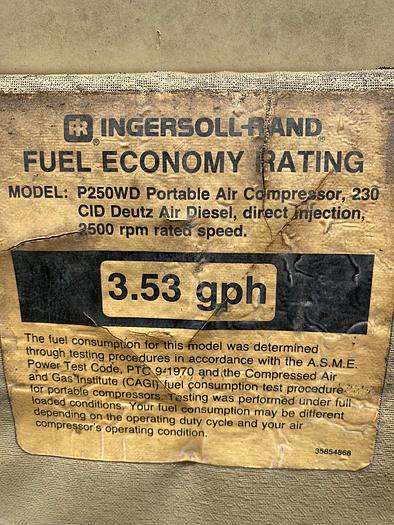 IR INGERSOLL-RAND
FUEL ECONOMY RATING
MODEL: P250WD Portable Air Compressor, 230
CID Deutz Air Diesel, direct injection,
2500 rpm rated speed.
3.53 gph
The fuel consumption for this model was determined
through testing procedures in accordance with the A.S.M.E.
Power Test Code, PTC 9-1970 and the Compressed Air
and Gas Institute (CAGI) fuel consumption test procedure
for portable compressors. Testing was performed under full
loaded conditions. Your fuel consumption may be different
depending on the operating duty cycle and your air
compressor's operating condition.
35854868